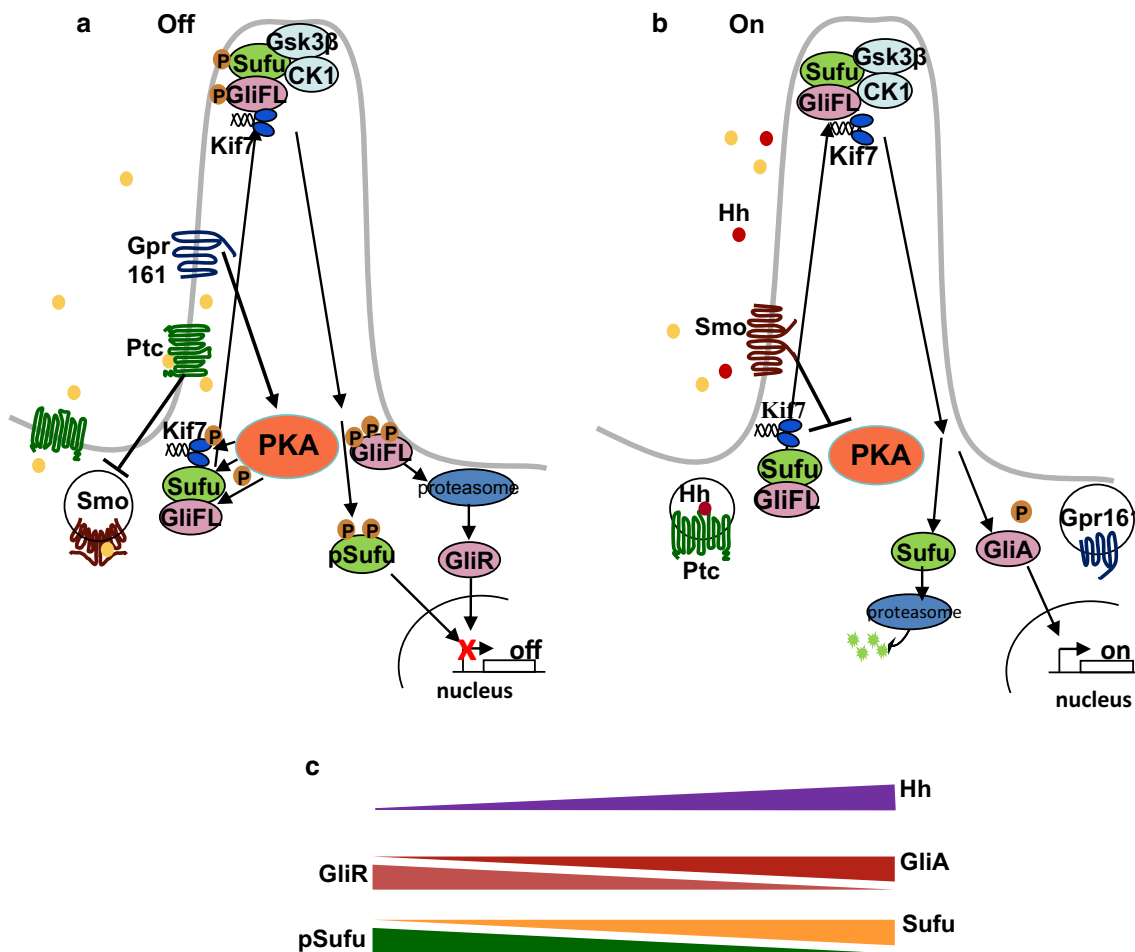 a
Off
Gsk3β
P
Sufu
CK1
P
GliFL
Kif7
Gpr
161
Ptc
Kif7
P
PKA
P
P
P
GliFL
Smo
Sufu
P
proteasome
GliFL
P
P
pSufu
GliR
off
nucleus
b
On
Gsk3β
Sufu
CK1
GliFL
Kif7
Hh
Smo
Kif7
PKA
Sufu
Hh
GliFL
P
Gpr161
Ptc
Sufu
GliA
proteasome
on
nucleus
c
Hh
GliA
GliR
Sufu
pSufu